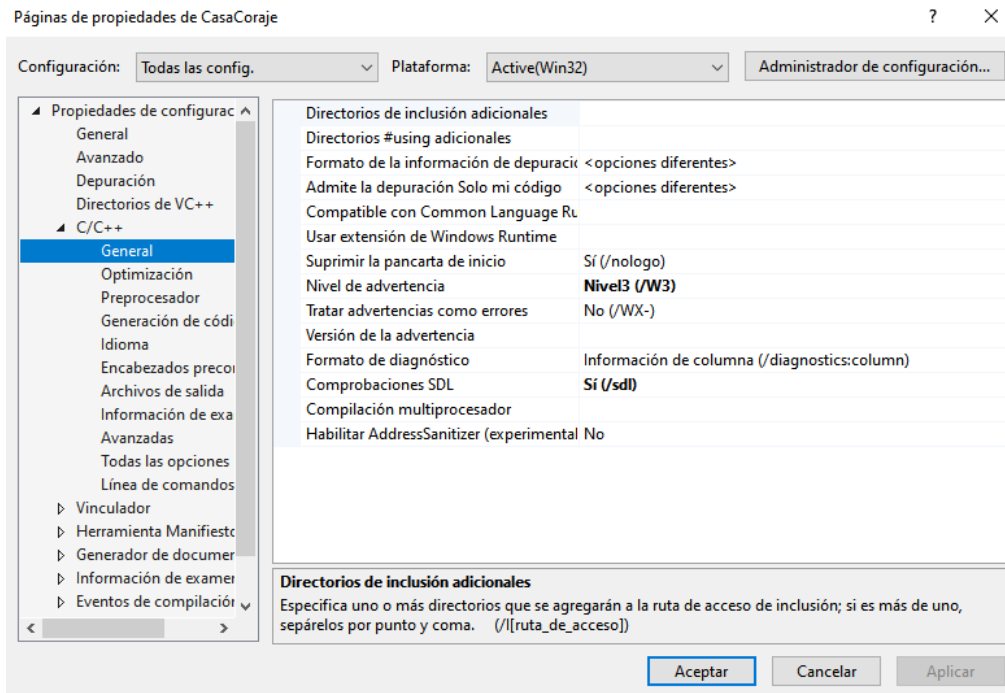 Páginas de propiedades de CasaCoraje
?
Configuración:
Todas las config.
Plataforma:
Active(Win32)
Administrador de configuración...
Propiedades de configurac
General
Avanzado
Depuración
Directorios de VC++
C/C++
General
Optimización
Preprocesador
Generación de códi
Idioma
Encabezados precor
Archivos de salida
Información de exa
Avanzadas
Todas las opciones
Línea de comandos
Vinculador
Herramienta Manifiesto
Generador de documen
Información de examen
Eventos de compilación
Directorios de inclusión adicionales
Directorios #using adicionales
Formato de la información de depuració <opciones diferentes>
Admite la depuración Solo mi código <opciones diferentes>
Compatible con Common Language Ru
Usar extensión de Windows Runtime
Suprimir la pancarta de inicio Sí (/nologo)
Nivel de advertencia Nivel3 (/W3)
Tratar advertencias como errores No (/WX-)
Versión de la advertencia
Formato de diagnóstico Información de columna (/diagnostics:column)
Comprobaciones SDL Sí (/sdl)
Compilación multiprocesador
Habilitar AddressSanitizer (experimental No
Directorios de inclusión adicionales
Especifica uno o más directorios que se agregarán a la ruta de acceso de inclusión; si es más de uno,
sepárelos por punto y coma. (/I[ruta_de_acceso])
Aceptar
Cancelar
Aplicar